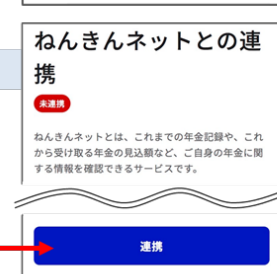 ねんきんネットとの連
携
未連携
ねんきんネットとは、これまでの年金記録や、これ
から受け取る年金の見込額など、ご自身の年金に関
する情報を確認できるサービスです。
連携